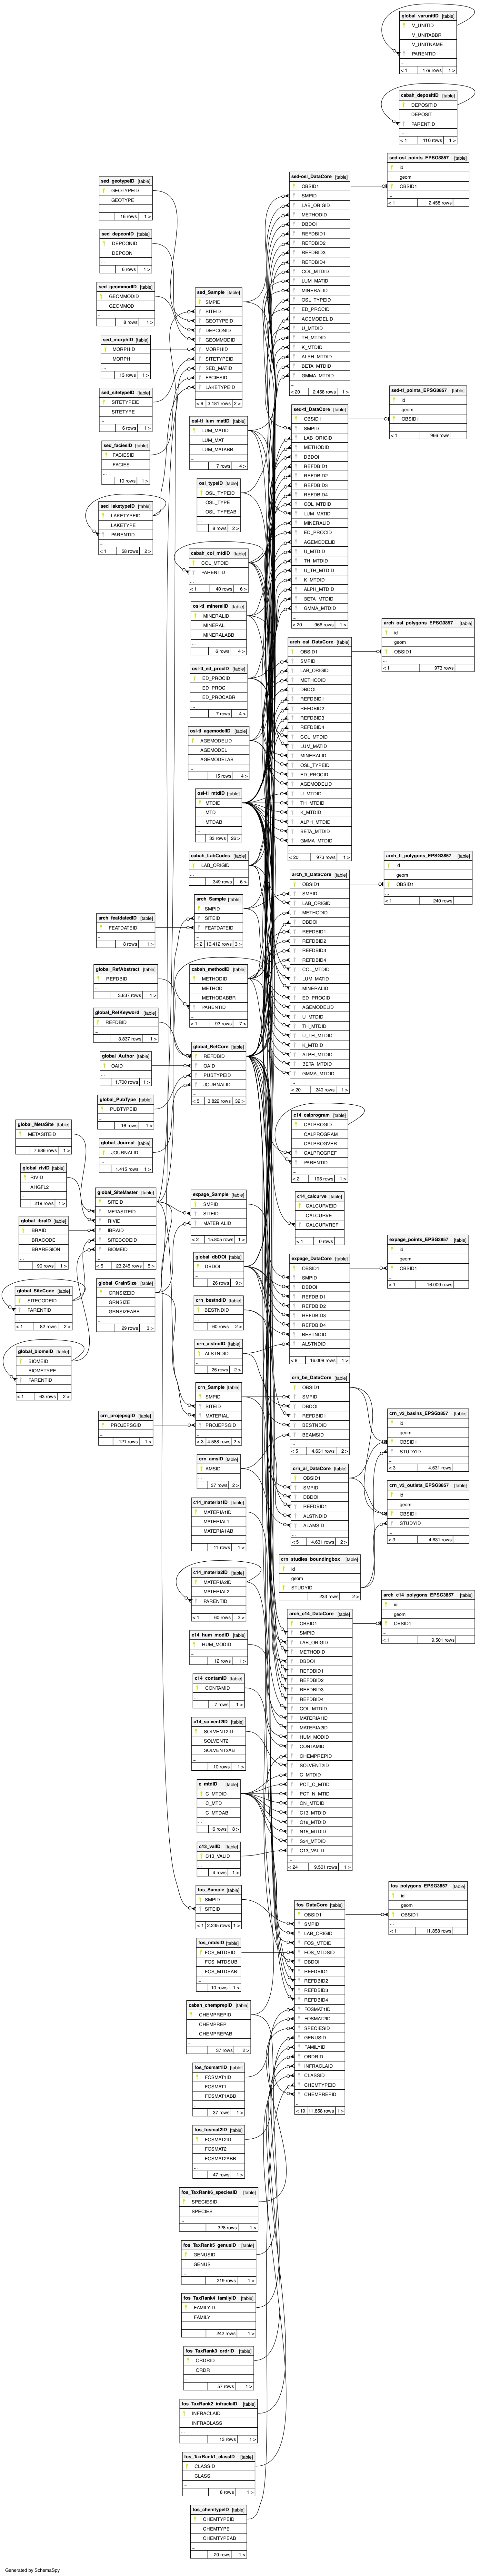 global_varunitID [table]
V_UNITID
V_UNITABBR
V_UNITNAME
PARENTID
...
< 1 179 rows 1 >
cabah_depositID [table]
DEPOSITID
DEPOSIT
PARENTID
...
< 1 116 rows 1 >
sed-osl_points_EPSG3857 [table]
id
geom
OBSID1
...
< 1 2.458 rows
sed-tl_points_EPSG3857 [table]
id
geom
OBSID1
...
< 1 966 rows
arch_osl_polygons_EPSG3857 [table]
id
geom
OBSID1
...
< 1 973 rows
arch_tl_polygons_EPSG3857 [table]
id
geom
OBSID1
...
< 1 240 rows
expage_points_EPSG3857 [table]
id
geom
OBSID1
...
< 1 16.009 rows
crn_v3_basins_EPSG3857 [table]
id
geom
OBSID1
STUDYID
...
< 3 4.631 rows
crn_v3_outlets_EPSG3857 [table]
id
geom
OBSID1
STUDYID
...
< 3 4.631 rows
arch_c14_polygons_EPSG3857 [table]
id
geom
OBSID1
...
< 1 9.501 rows
fos_polygons_EPSG3857 [table]
id
geom
OBSID1
...
< 1 11.858 rows
sed-osl_DataCore [table]
OBSID1
SMPID
LAB_ORIGID
METHODID
DBDOI
REFDBID1
REFDBID2
REFDBID3
REFDBID4
COL_MTDID
LUM_MATID
MINERALID
OSL_TYPEID
ED_PROCID
AGEMODELID
U_MTDID
TH_MTDID
K_MTDID
ALPH_MTDID
BETA_MTDID
GMMA_MTDID
...
< 20 2.458 rows 1 >
sed-tl_DataCore [table]
OBSID1
SMPID
LAB_ORIGID
METHODID
DBDOI
REFDBID1
REFDBID2
REFDBID3
REFDBID4
COL_MTDID
LUM_MATID
MINERALID
ED_PROCID
AGEMODELID
U_MTDID
TH_MTDID
U_TH_MTDID
K_MTDID
ALPH_MTDID
BETA_MTDID
GMMA_MTDID
...
< 20 966 rows 1 >
arch_osl_DataCore [table]
OBSID1
SMPID
LAB_ORIGID
METHODID
DBDOI
REFDBID1
REFDBID2
REFDBID3
REFDBID4
COL_MTDID
LUM_MATID
MINERALID
OSL_TYPEID
ED_PROCID
AGEMODELID
U_MTDID
TH_MTDID
K_MTDID
ALPH_MTDID
BETA_MTDID
GMMA_MTDID
...
< 20 973 rows 1 >
arch_tl_DataCore [table]
OBSID1
SMPID
LAB_ORIGID
METHODID
DBDOI
REFDBID1
REFDBID2
REFDBID3
REFDBID4
COL_MTDID
LUM_MATID
MINERALID
ED_PROCID
AGEMODELID
U_MTDID
TH_MTDID
U_TH_MTDID
K_MTDID
ALPH_MTDID
BETA_MTDID
GMMA_MTDID
...
< 20 240 rows 1 >
c14_calprogram [table]
CALPROGID
CALPROGRAM
CALPROGVER
CALPROGREF
PARENTID
...
< 2 195 rows 1 >
c14_calcurve [table]
CALCURVEID
CALCURVE
CALCURVREF
...
< 1 0 rows
expage_DataCore [table]
OBSID1
SMPID
DBDOI
REFDBID1
REFDBID2
REFDBID3
REFDBID4
BESTNDID
ALSTNDID
...
< 8 16.009 rows 1 >
crn_be_DataCore [table]
OBSID1
SMPID
DBDOI
REFDBID1
BESTNDID
BEAMSID
...
< 5 4.631 rows 2 >
crn_al_DataCore [table]
OBSID1
SMPID
DBDOI
REFDBID1
ALSTNDID
ALAMSID
...
< 5 4.631 rows 2 >
crn_studies_boundingbox [table]
id
geom
STUDYID
233 rows 2 >
arch_c14_DataCore [table]
OBSID1
SMPID
LAB_ORIGID
METHODID
DBDOI
REFDBID1
REFDBID2
REFDBID3
REFDBID4
COL_MTDID
MATERIA1ID
MATERIA2ID
HUM_MODID
CONTAMID
CHEMPREPID
SOLVENT2ID
C_MTDID
PCT_C_MTID
PCT_N_MTID
CN_MTDID
C13_MTDID
O18_MTDID
N15_MTDID
S34_MTDID
C13_VALID
...
< 24 9.501 rows 1 >
fos_DataCore [table]
OBSID1
SMPID
LAB_ORIGID
FOS_MTDID
FOS_MTDSID
DBDOI
REFDBID1
REFDBID2
REFDBID3
REFDBID4
FOSMAT1ID
FOSMAT2ID
SPECIESID
GENUSID
FAMILYID
ORDRID
INFRACLAID
CLASSID
CHEMTYPEID
CHEMPREPID
...
< 19 11.858 rows 1 >
sed_Sample [table]
SMPID
SITEID
GEOTYPEID
DEPCONID
GEOMMODID
MORPHID
SITETYPEID
SED_MATID
FACIESID
LAKETYPEID
...
< 9 3.181 rows 2 >
osl-tl_lum_matID [table]
LUM_MATID
LUM_MAT
LUM_MATABB
...
7 rows 4 >
osl_typeID [table]
OSL_TYPEID
OSL_TYPE
OSL_TYPEAB
...
8 rows 2 >
cabah_col_mtdID [table]
COL_MTDID
PARENTID
...
< 1 40 rows 6 >
osl-tl_mineralID [table]
MINERALID
MINERAL
MINERALABB
...
6 rows 4 >
osl-tl_ed_procID [table]
ED_PROCID
ED_PROC
ED_PROCABR
...
7 rows 4 >
osl-tl_agemodelID [table]
AGEMODELID
AGEMODEL
AGEMODELAB
...
15 rows 4 >
osl-tl_mtdID [table]
MTDID
MTD
MTDAB
...
33 rows 26 >
cabah_LabCodes [table]
LAB_ORIGID
...
349 rows 6 >
arch_Sample [table]
SMPID
SITEID
FEATDATEID
...
< 2 10.412 rows 3 >
cabah_methodID [table]
METHODID
METHOD
METHODABBR
PARENTID
< 1 93 rows 7 >
global_RefCore [table]
REFDBID
OAID
PUBTYPEID
JOURNALID
...
< 5 3.822 rows 32 >
expage_Sample [table]
SMPID
SITEID
MATERIALID
...
< 2 15.805 rows 1 >
global_dbDOI [table]
DBDOI
...
26 rows 9 >
crn_bestndID [table]
BESTNDID
...
60 rows 2 >
crn_alstndID [table]
ALSTNDID
...
26 rows 2 >
crn_Sample [table]
SMPID
SITEID
MATERIAL
PROJEPSGID
...
< 3 4.588 rows 2 >
crn_amsID [table]
AMSID
...
37 rows 2 >
c14_materia1ID [table]
MATERIA1ID
MATERIAL1
MATERIA1AB
...
11 rows 1 >
c14_materia2ID [table]
MATERIA2ID
MATERIAL2
PARENTID
...
< 1 60 rows 2 >
c14_hum_modID [table]
HUM_MODID
...
12 rows 1 >
c14_contamID [table]
CONTAMID
...
7 rows 1 >
c14_solvent2ID [table]
SOLVENT2ID
SOLVENT2
SOLVENT2AB
...
10 rows 1 >
c_mtdID [table]
C_MTDID
C_MTD
C_MTDAB
...
6 rows 8 >
c13_valID [table]
C13_VALID
...
4 rows 1 >
fos_Sample [table]
SMPID
SITEID
...
< 1 2.235 rows 1 >
fos_mtdsID [table]
FOS_MTDSID
FOS_MTDSUB
FOS_MTDSAB
...
10 rows 1 >
cabah_chemprepID [table]
CHEMPREPID
CHEMPREP
CHEMPREPAB
...
37 rows 2 >
fos_fosmat1ID [table]
FOSMAT1ID
FOSMAT1
FOSMAT1ABB
...
37 rows 1 >
fos_fosmat2ID [table]
FOSMAT2ID
FOSMAT2
FOSMAT2ABB
...
47 rows 1 >
fos_TaxRank6_speciesID [table]
SPECIESID
SPECIES
...
328 rows 1 >
fos_TaxRank5_genusID [table]
GENUSID
GENUS
...
219 rows 1 >
fos_TaxRank4_familyID [table]
FAMILYID
FAMILY
...
242 rows 1 >
fos_TaxRank3_ordrID [table]
ORDRID
ORDR
...
57 rows 1 >
fos_TaxRank2_infraclaID [table]
INFRACLAID
INFRACLASS
...
13 rows 1 >
fos_TaxRank1_classID [table]
CLASSID
CLASS
...
8 rows 1 >
fos_chemtypeID [table]
CHEMTYPEID
CHEMTYPE
CHEMTYPEAB
...
20 rows 1 >
sed_geotypeID [table]
GEOTYPEID
GEOTYPE
...
16 rows 1 >
sed_depconID [table]
DEPCONID
DEPCON
...
6 rows 1 >
sed_geommodID [table]
GEOMMODID
GEOMMOD
...
8 rows 1 >
sed_morphID [table]
MORPHID
MORPH
...
13 rows 1 >
sed_sitetypeID [table]
SITETYPEID
SITETYPE
...
6 rows 1 >
sed_faciesID [table]
FACIESID
FACIES
...
10 rows 1 >
sed_laketypeID [table]
LAKETYPEID
LAKETYPE
PARENTID
...
< 1 58 rows 2 >
arch_featdatedID [table]
FEATDATEID
...
8 rows 1 >
global_RefAbstract [table]
REFDBID
...
3.837 rows 1 >
global_RefKeyword [table]
REFDBID
...
3.837 rows 1 >
global_Author [table]
OAID
...
1.700 rows 1 >
global_PubType [table]
PUBTYPEID
...
16 rows 1 >
global_Journal [table]
JOURNALID
...
1.415 rows 1 >
global_SiteMaster [table]
SITEID
METASITEID
RIVID
IBRAID
SITECODEID
BIOMEID
...
< 5 23.245 rows 5 >
global_GrainSize [table]
GRNSIZEID
GRNSIZE
GRNSIZEABB
...
29 rows 3 >
crn_projepsgID [table]
PROJEPSGID
...
121 rows 1 >
global_MetaSite [table]
METASITEID
...
7.686 rows 1 >
global_rivID [table]
RIVID
AHGFL2
...
219 rows 1 >
global_ibraID [table]
IBRAID
IBRACODE
IBRAREGION
...
90 rows 1 >
global_SiteCode [table]
SITECODEID
PARENTID
...
< 1 82 rows 2 >
global_biomeID [table]
BIOMEID
BIOMETYPE
PARENTID
...
< 1 63 rows 2 >
Generated by SchemaSpy